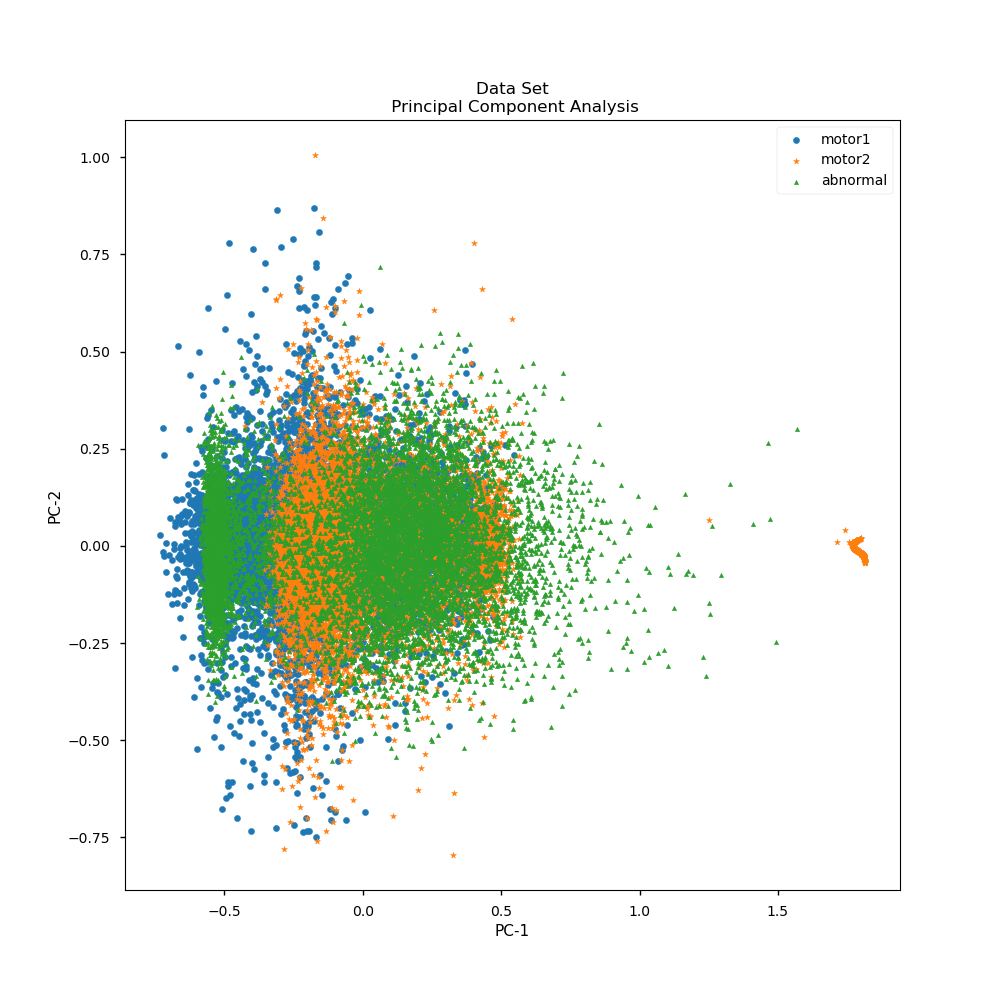 Data Set
Principal Component Analysis
motor1
motor2
abnormal
1.00
0.75
0.50
0.25
0.00
−0.25
−0.50
−0.75
PC-2
−0.5
0.0
0.5
1.0
1.5
PC-1